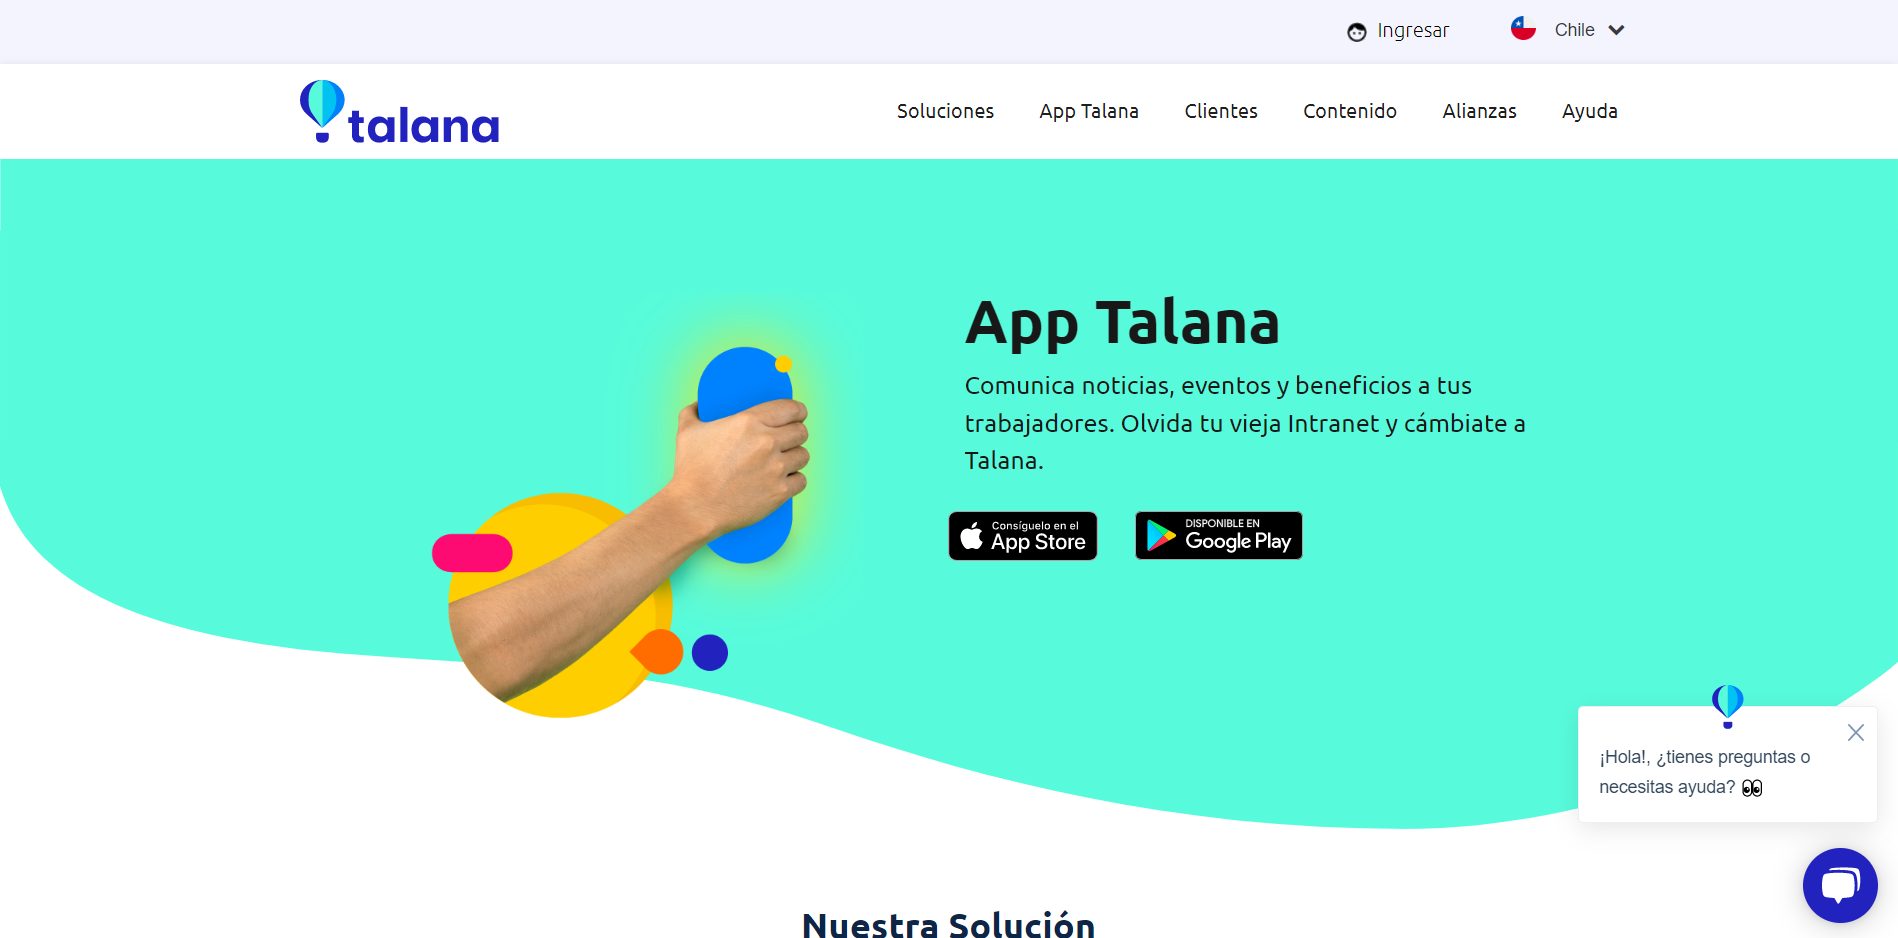 Ingresar
Chile
talana
Soluciones
App Talana
Clientes
Contenido
Alianzas
Ayuda
App Talana
Comunica noticias, eventos y beneficios a tus
trabajadores. Olvida tu vieja Intranet y cámbiate a
Talana.
Consíguelo en el
App Store
DISPONIBLE EN
Google Play
¡Hola!, ¿tienes preguntas o
necesitas ayuda? 👀
Nuestra Solución